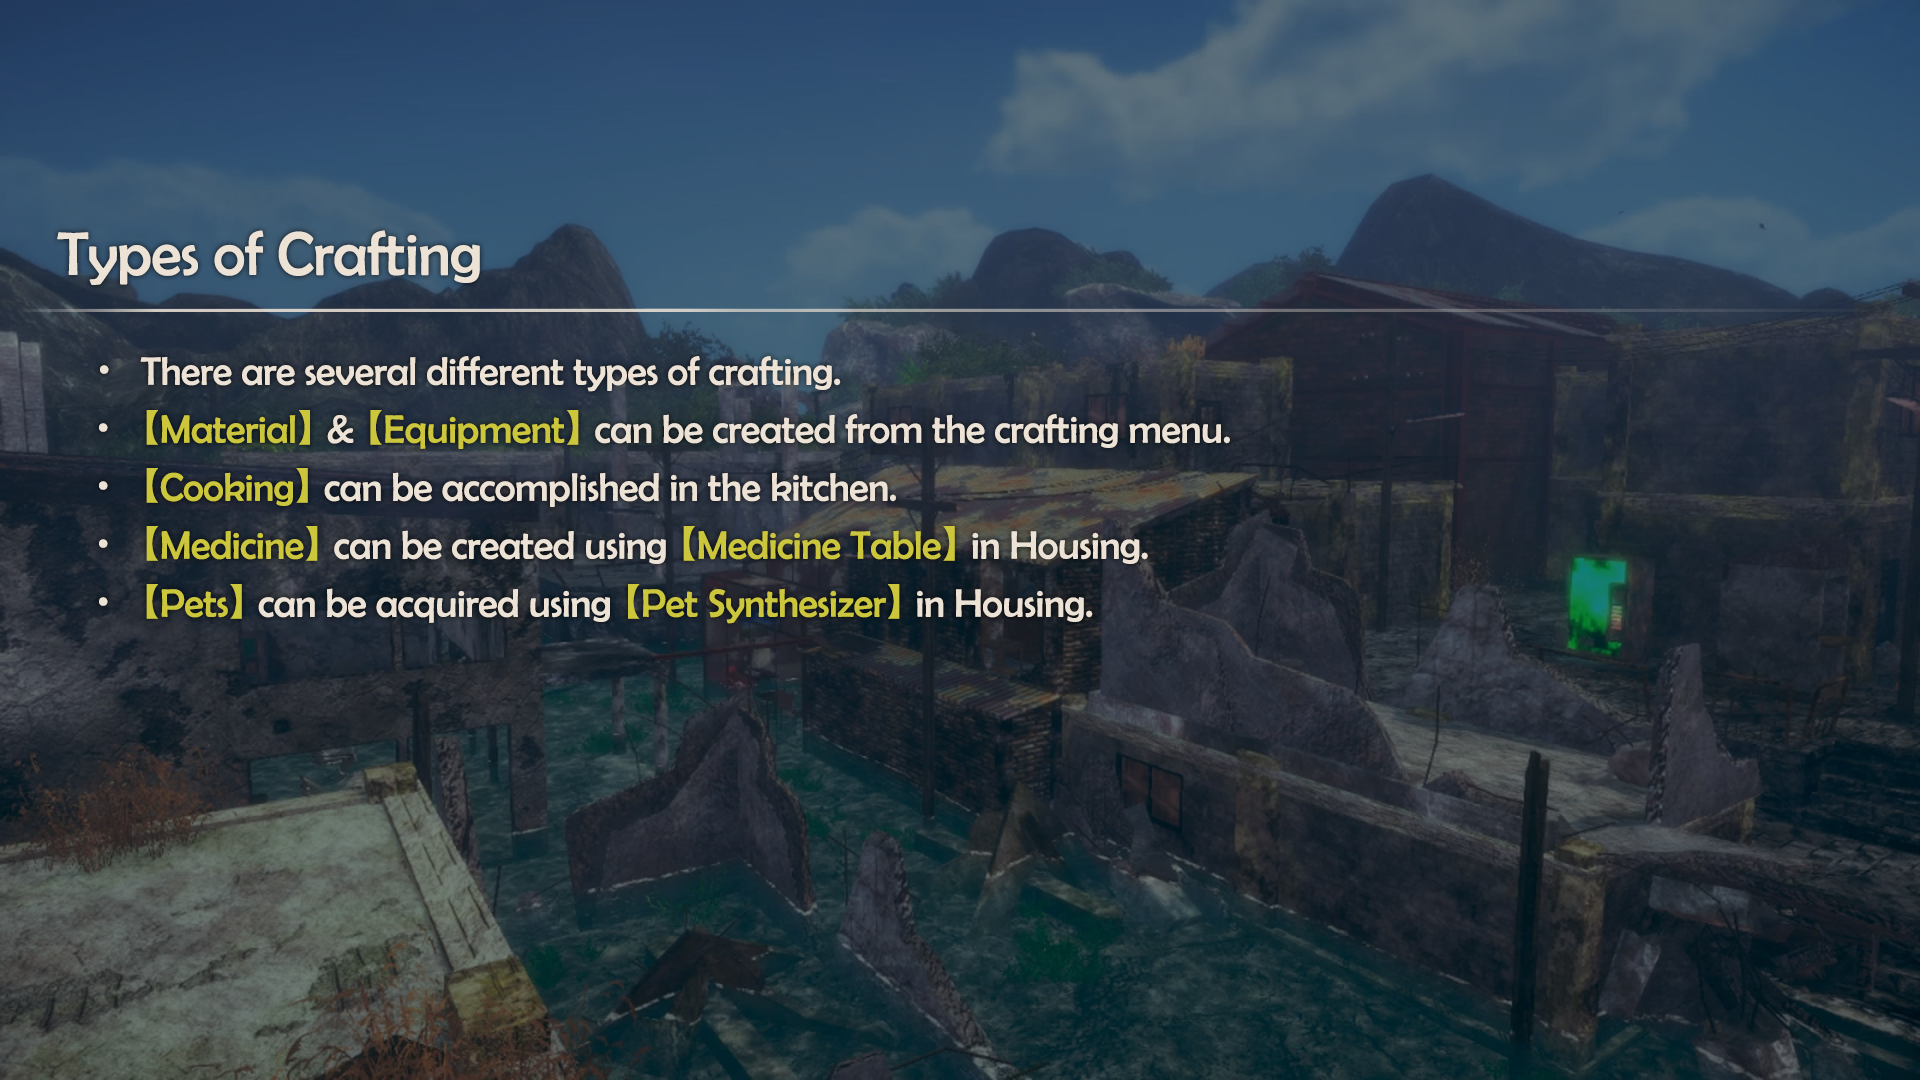 Types of Crafting
• There are several different types of crafting.
• 【Material】 & 【Equipment】 can be created from the crafting menu.
• 【Cooking】 can be accomplished in the kitchen.
• 【Medicine】 can be created using 【Medicine Table】 in Housing.
• 【Pets】 can be acquired using 【Pet Synthesizer】 in Housing.